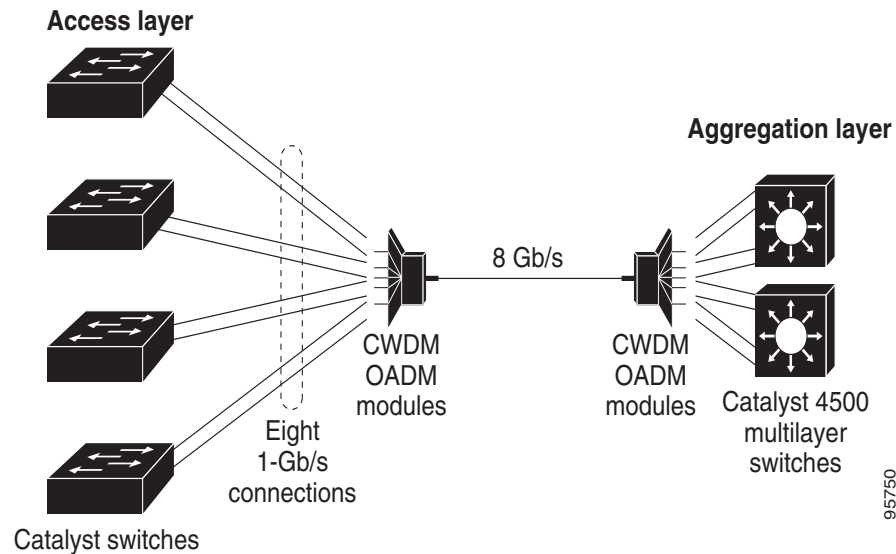 Access layer
Aggregation layer
8 Gb/s
CWDM
OADM
modules
CWDM
OADM
modules
Eight
1-Gb/s
connections
Catalyst 4500
multilayer
switches
Catalyst switches
95750